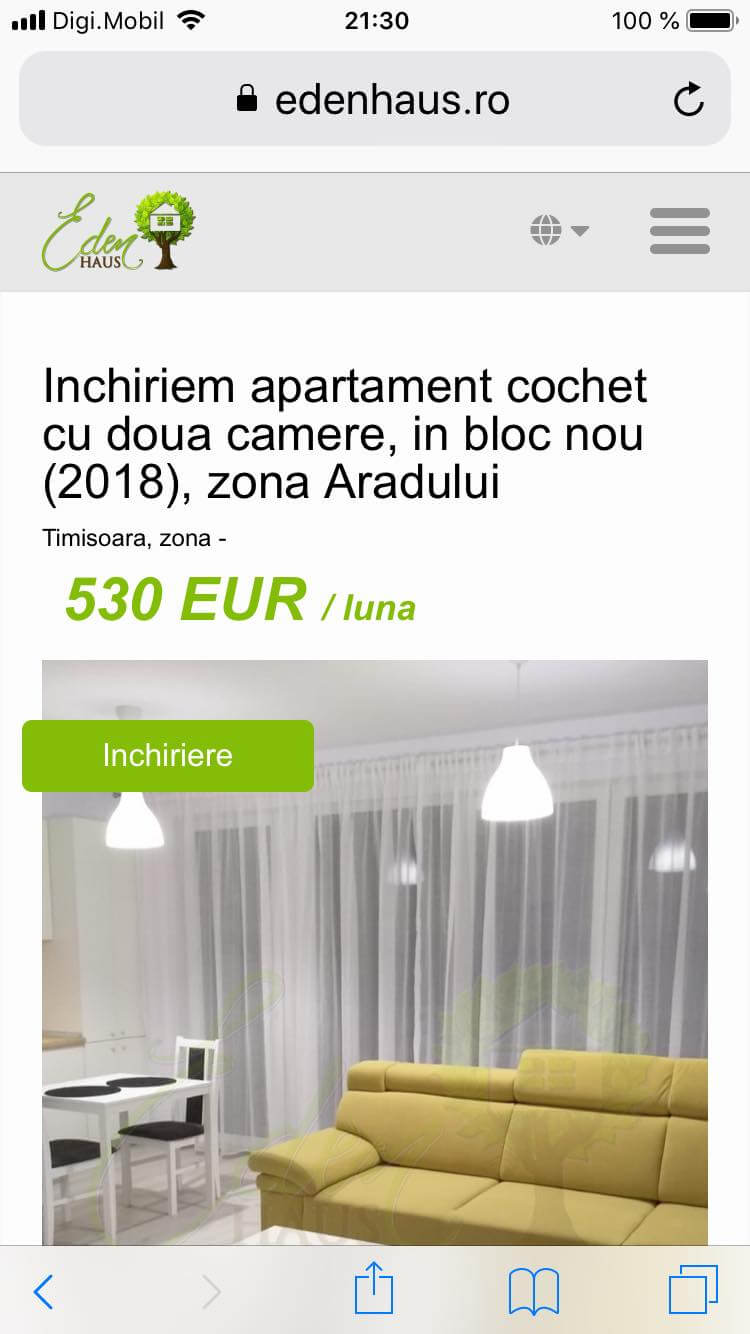 Digi.Mobil
21:30
100 %
edenhaus.ro
Eden
HAUS
Inchiriem apartament cochet
cu doua camere, in bloc nou
(2018), zona Aradului
Timisoara, zona -
530 EUR / luna
Inchiriere
Eden
HAUS